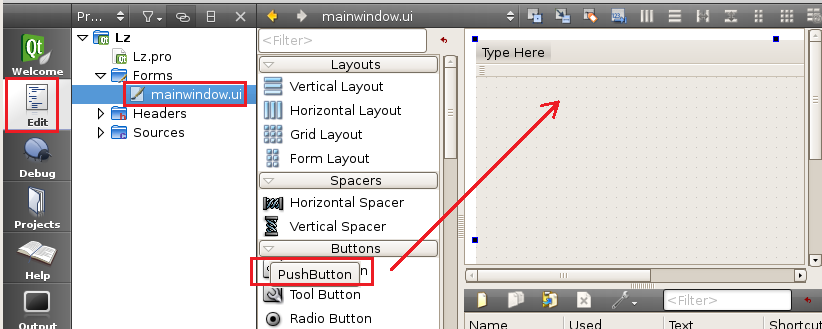 Pr...
mainwindow.ui
Welcome
Edit
Debug
Projects
Help
Output
Lz
Lz.pro
Forms
mainwindow.ui
Headers
Sources
<Filter>
Layouts
Vertical Layout
Horizontal Layout
Grid Layout
Form Layout
Spacers
Horizontal Spacer
Vertical Spacer
Buttons
PushButton
Tool Button
Radio Button
Type Here
<Filter>
Name Used Text Shortcu